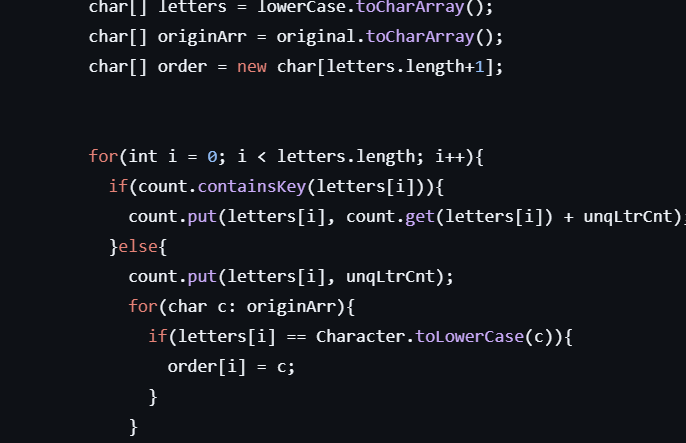 char[] letters = lowerCase.toCharArray();
char[] originArr = original.toCharArray();
char[] order = new char[letters.length+1];
for(int i = 0; i < letters.length; i++){
if(count.containsKey(letters[i])){
count.put(letters[i], count.get(letters[i]) + unqLtrCnt);
}else{
count.put(letters[i], unqLtrCnt);
for(char c: originArr){
if(letters[i] == Character.toLowerCase(c)){
order[i] = c;
}
}